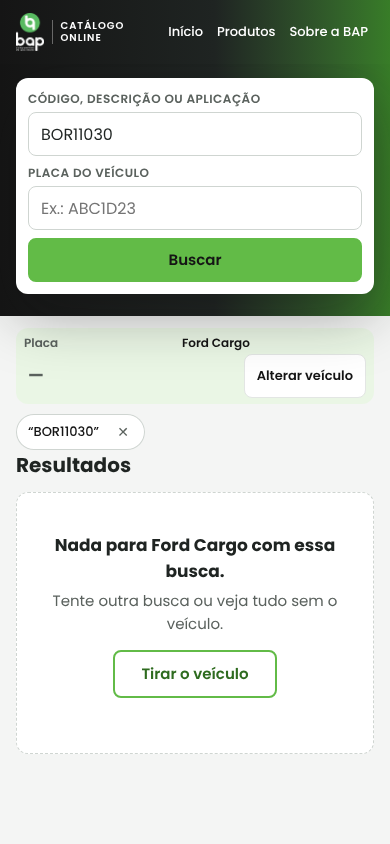 bap
CATÁLOGO
ONLINE
Início
Produtos
Sobre a BAP
CÓDIGO, DESCRIÇÃO OU APLICAÇÃO
BOR11030
PLACA DO VEÍCULO
Ex.: ABC1D23
Buscar
Placa
Ford Cargo
—
Alterar veículo
“BOR11030” ×
Resultados
Nada para Ford Cargo com essa
busca.
Tente outra busca ou veja tudo sem o
veículo.
Tirar o veículo